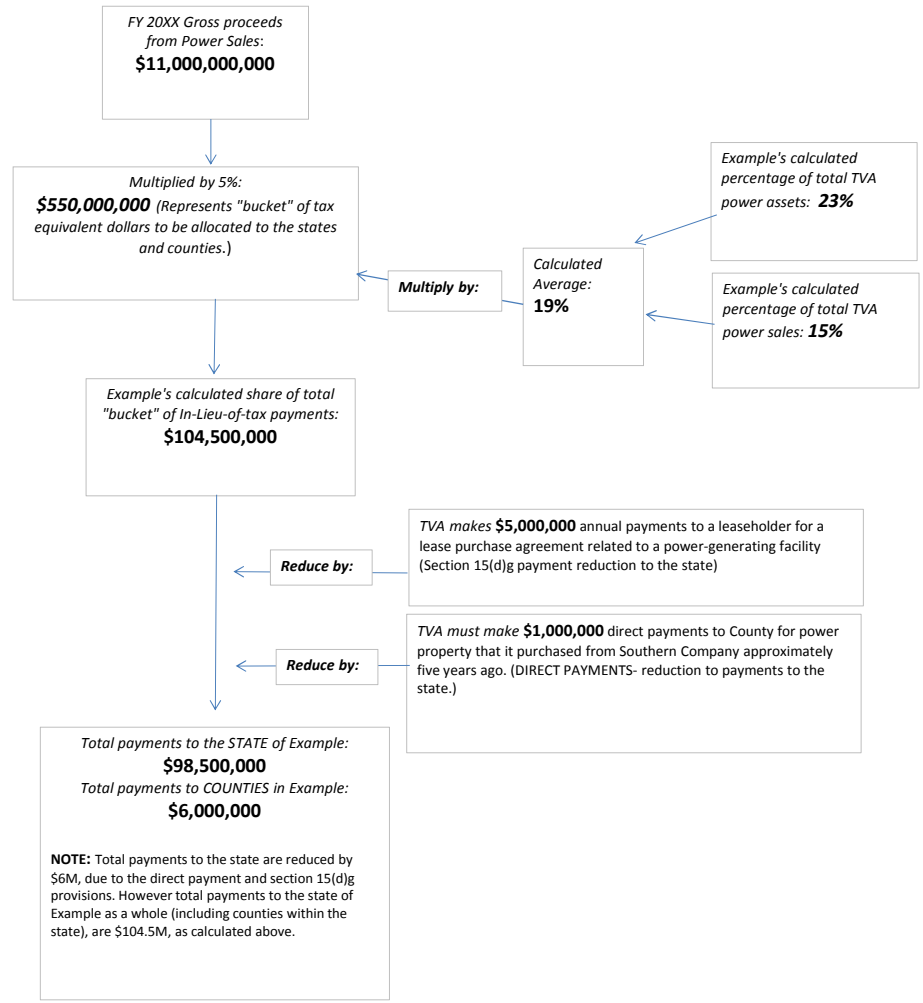 FY 20XX Gross proceeds
from Power Sales:
$11,000,000,000
Multiplied by 5%:
$550,000,000 (Represents "bucket" of tax
equivalent dollars to be allocated to the states
and counties.)
Example's calculated
percentage of total TVA
power assets: 23%
Multiply by:
Calculated
Average:
19%
Example's calculated
percentage of total TVA
power sales: 15%
Example's calculated share of total
"bucket" of In-Lieu-of-tax payments:
$104,500,000
Reduce by:
TVA makes $5,000,000 annual payments to a leaseholder for a
lease purchase agreement related to a power-generating facility
(Section 15(d)g payment reduction to the state)
Reduce by:
TVA must make $1,000,000 direct payments to County for power
property that it purchased from Southern Company approximately
five years ago. (DIRECT PAYMENTS- reduction to payments to the
state.)
Total payments to the STATE of Example:
$98,500,000
Total payments to COUNTIES in Example:
$6,000,000
NOTE: Total payments to the state are reduced by
$6M, due to the direct payment and section 15(d)g
provisions. However total payments to the state of
Example as a whole (including counties within the
state), are $104.5M, as calculated above.